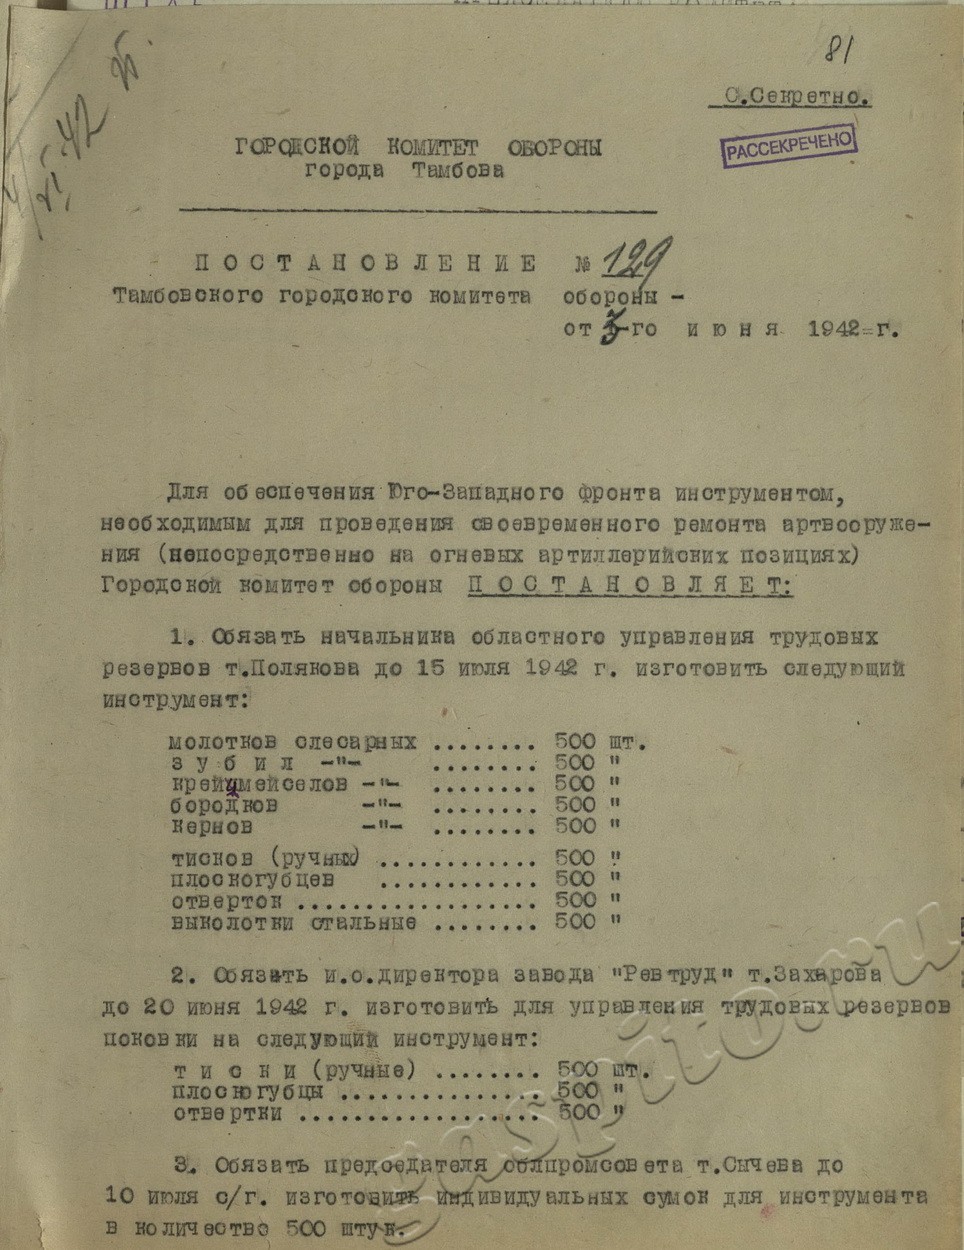 81
С.Секретно.
РАССЕКРЕЧЕНО
ГОРОДСКОЙ КОМИТЕТ ОБОРОНЫ
города Тамбова
П О С Т А Н О В Л Е Н И Е № 129
Тамбовского городского комитета обороны –
от 3-го и ю н я 1942=г.
Для обеспечения Юго-Западного фронта инструментом,
необходимым для проведения своевременного ремонта артвооруже-
ния (непосредственно на огневых артиллерийских позициях)
Городской комитет обороны П О С Т А Н О В Л Я Е Т:
1. Обязать начальника областного управления трудовых
резервов т.Полякова до 15 июля 1942 г. изготовить следующий
инструмент:
молотков слесарных ........ 500 шт.
з у б и л -"- ........ 500 "
крейцмейселов -"- ........ 500 "
бородков -"- ........ 500 "
кернов -"- ........ 500 "
тисков (ручных) ............ 500 "
плоскогубцев ............ 500 "
отверток .................. 500 "
выколотки стальные ........ 500 "
2. Обязать и.о.директора завода "Ревтруд" т.Захарова
до 20 июня 1942 г. изготовить для управления трудовых резервов
поковки на следующий инструмент:
т и с к и (ручные) ........ 500 шт.
плоскогубцы ............... 500 "
отвертки .................. 500 "
3. Обязать председателя облпромсовета т.Сычева до
10 июля с/г. изготовить индивидуальных сумок для инструмента
в количестве 500 штук.